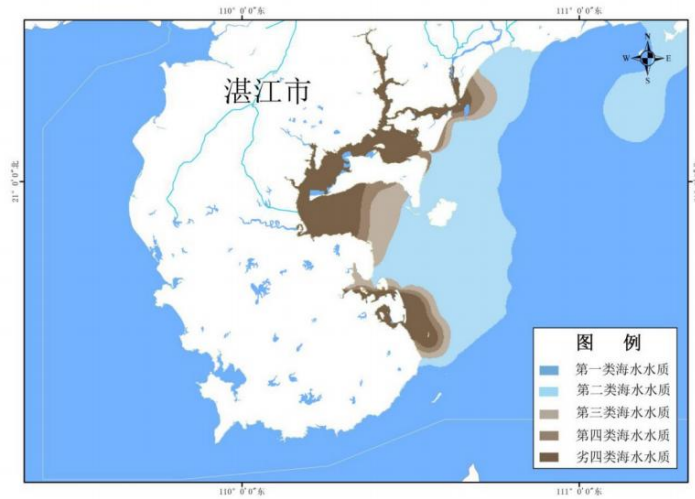 110° 0'0"东
111° 0'0"东
N
W
E
S
湛江市
21° 0'0"北
图 例
第一类海水水质
第二类海水水质
第三类海水水质
第四类海水水质
劣四类海水水质
110° 0'0"东
111° 0'0"东